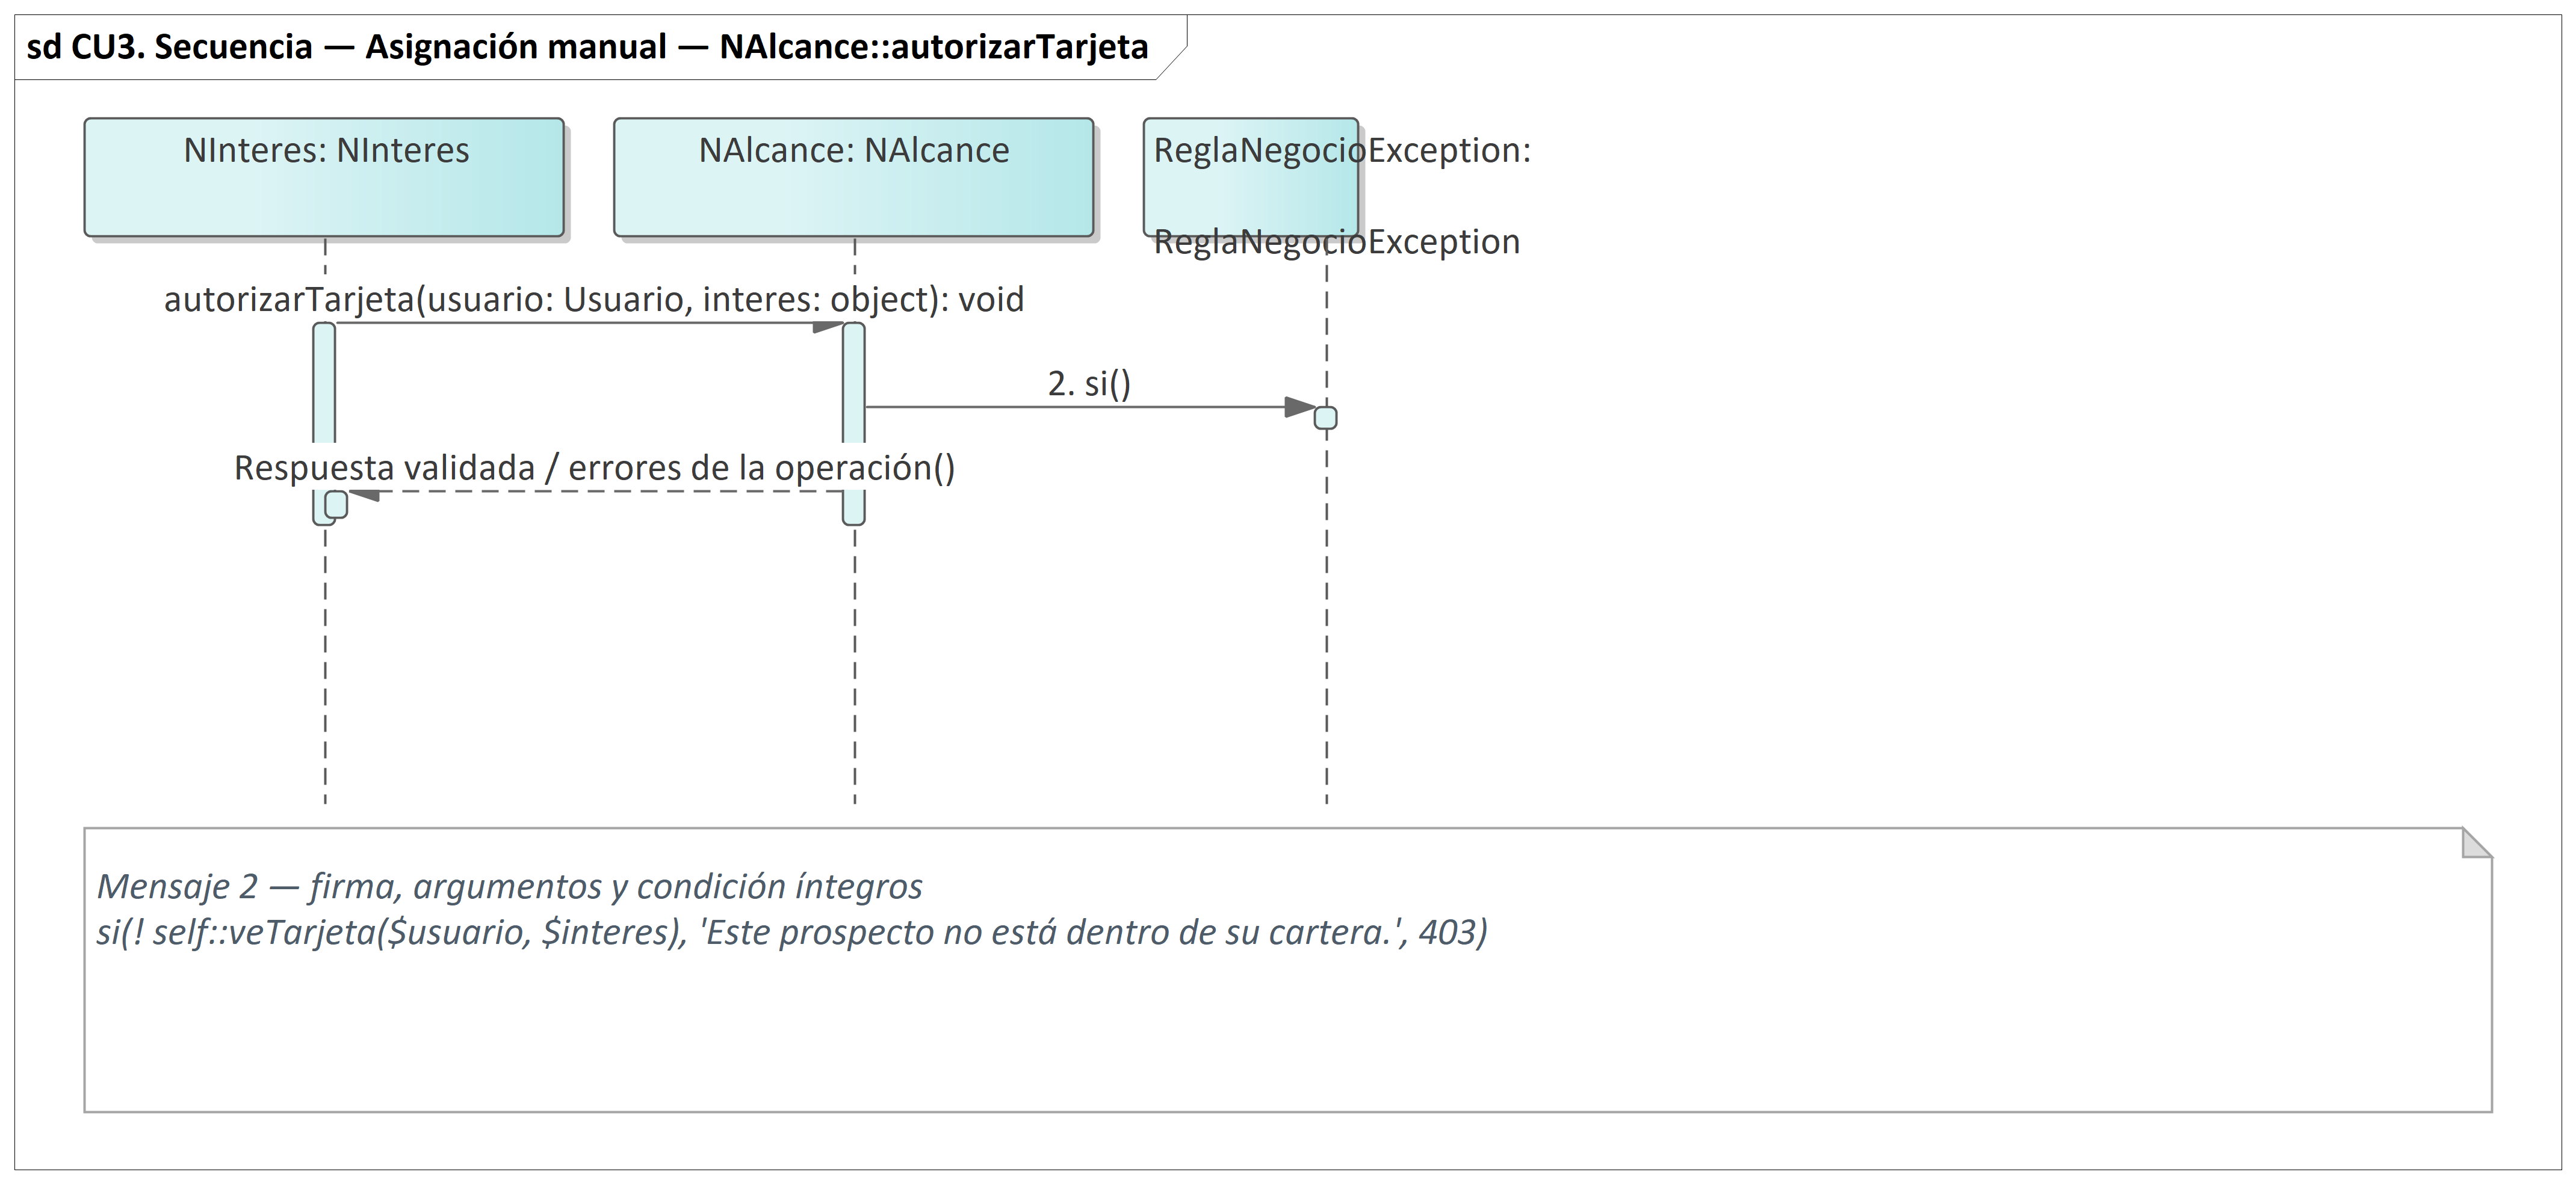 sd CU3. Secuencia — Asignación manual — NAlcance::autorizarTarjeta
NInteres: NInteres
NAlcance: NAlcance
ReglaNegocioException:
ReglaNegocioException
autorizarTarjeta(usuario: Usuario, interes: object): void
2. si()
Respuesta validada / errores de la operación()
Mensaje 2 — firma, argumentos y condición íntegros
si(! self::veTarjeta($usuario, $interes), 'Este prospecto no está dentro de su cartera.', 403)